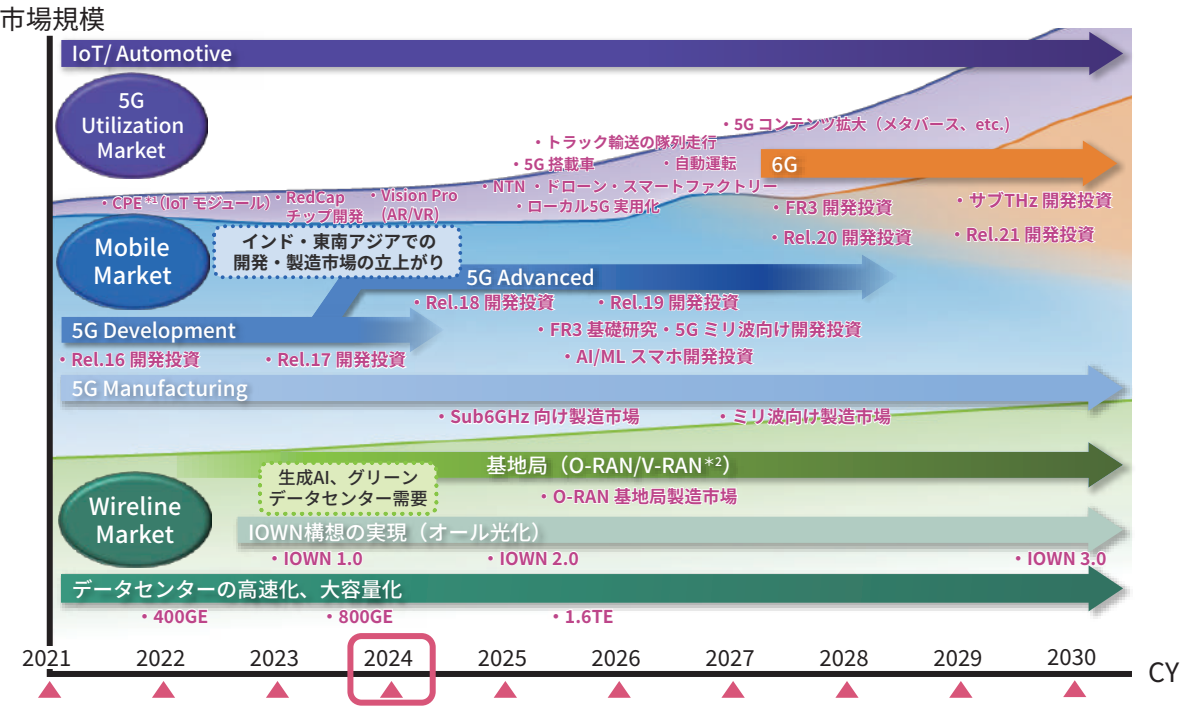 市場規模
IoT/ Automotive
5G
Utilization
Market
・5G コンテンツ拡大（メタバース、etc.)
・トラック輸送の隊列走行
・5G 搭載車
・自動運転
6G
・NTN ・ドローン・スマートファクトリー
・CPE＊1（IoT モジュール）
・RedCap
チップ開発
・Vision Pro
(AR/VR)
・ローカル5G 実用化
・FR3 開発投資
・サブTHz 開発投資
・Rel.20 開発投資
・Rel.21 開発投資
Mobile
Market
インド・東南アジアでの
開発・製造市場の立上がり
5G Advanced
・Rel.18 開発投資
・Rel.19 開発投資
5G Development
・FR3 基礎研究・5G ミリ波向け開発投資
・Rel.16 開発投資
・Rel.17 開発投資
・AI/ML スマホ開発投資
5G Manufacturing
・Sub6GHz 向け製造市場
・ミリ波向け製造市場
基地局（O-RAN/V-RAN＊2）
生成AI、グリーン
データセンター需要
・O-RAN 基地局製造市場
Wireline
Market
IOWN構想の実現（オール光化）
・IOWN 1.0
・IOWN 2.0
・IOWN 3.0
データセンターの高速化、大容量化
・400GE
・800GE
・1.6TE
2021 2022 2023 2024 2025 2026 2027 2028 2029 2030
CY